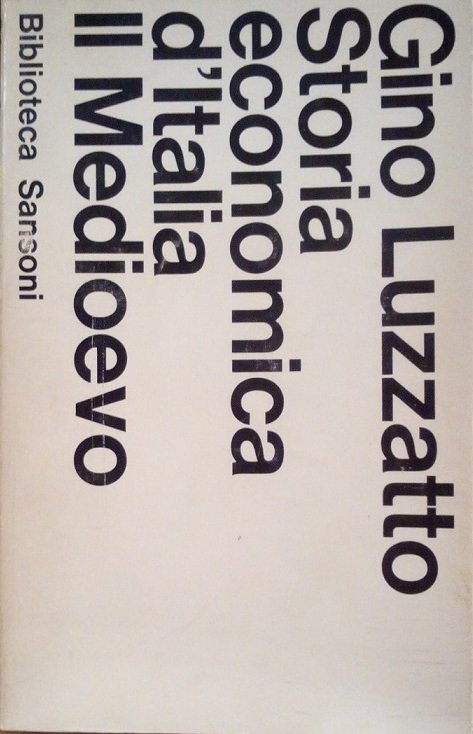 Gino Luzzatto
Storia
economica
d'Italia
Il Medioevo
Biblioteca Sansoni